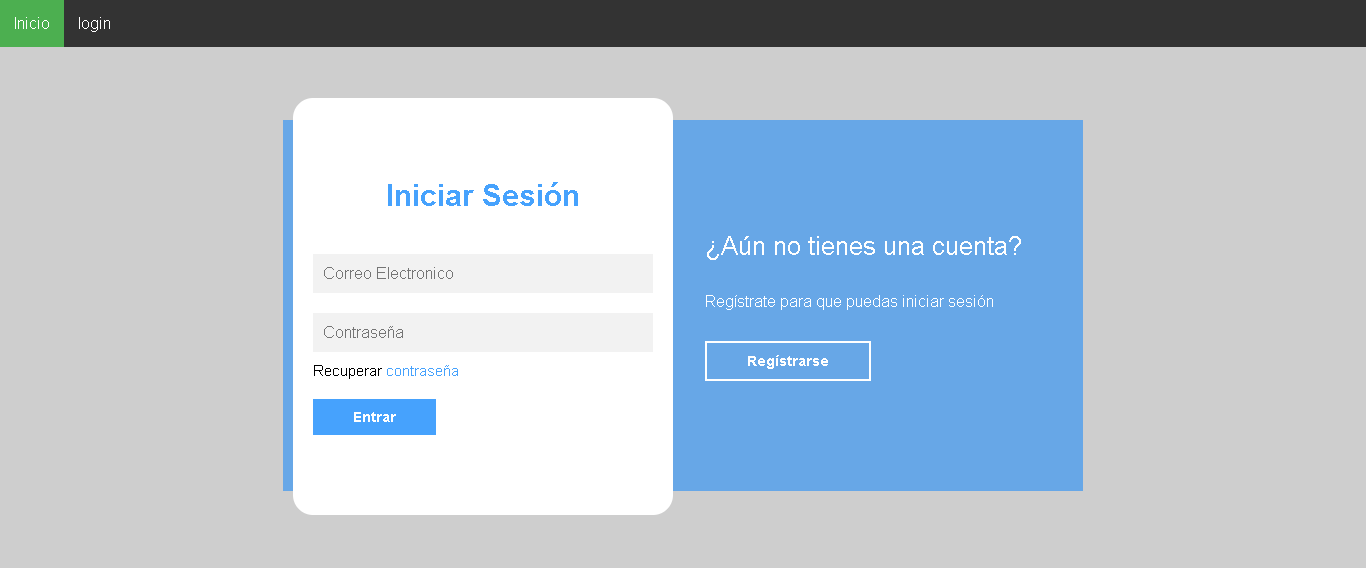 Inicio login
Iniciar Sesión
Correo Electronico
Contraseña
Recuperar contraseña
Entrar
¿Aún no tienes una cuenta?
Regístrate para que puedas iniciar sesión
Regístrarse